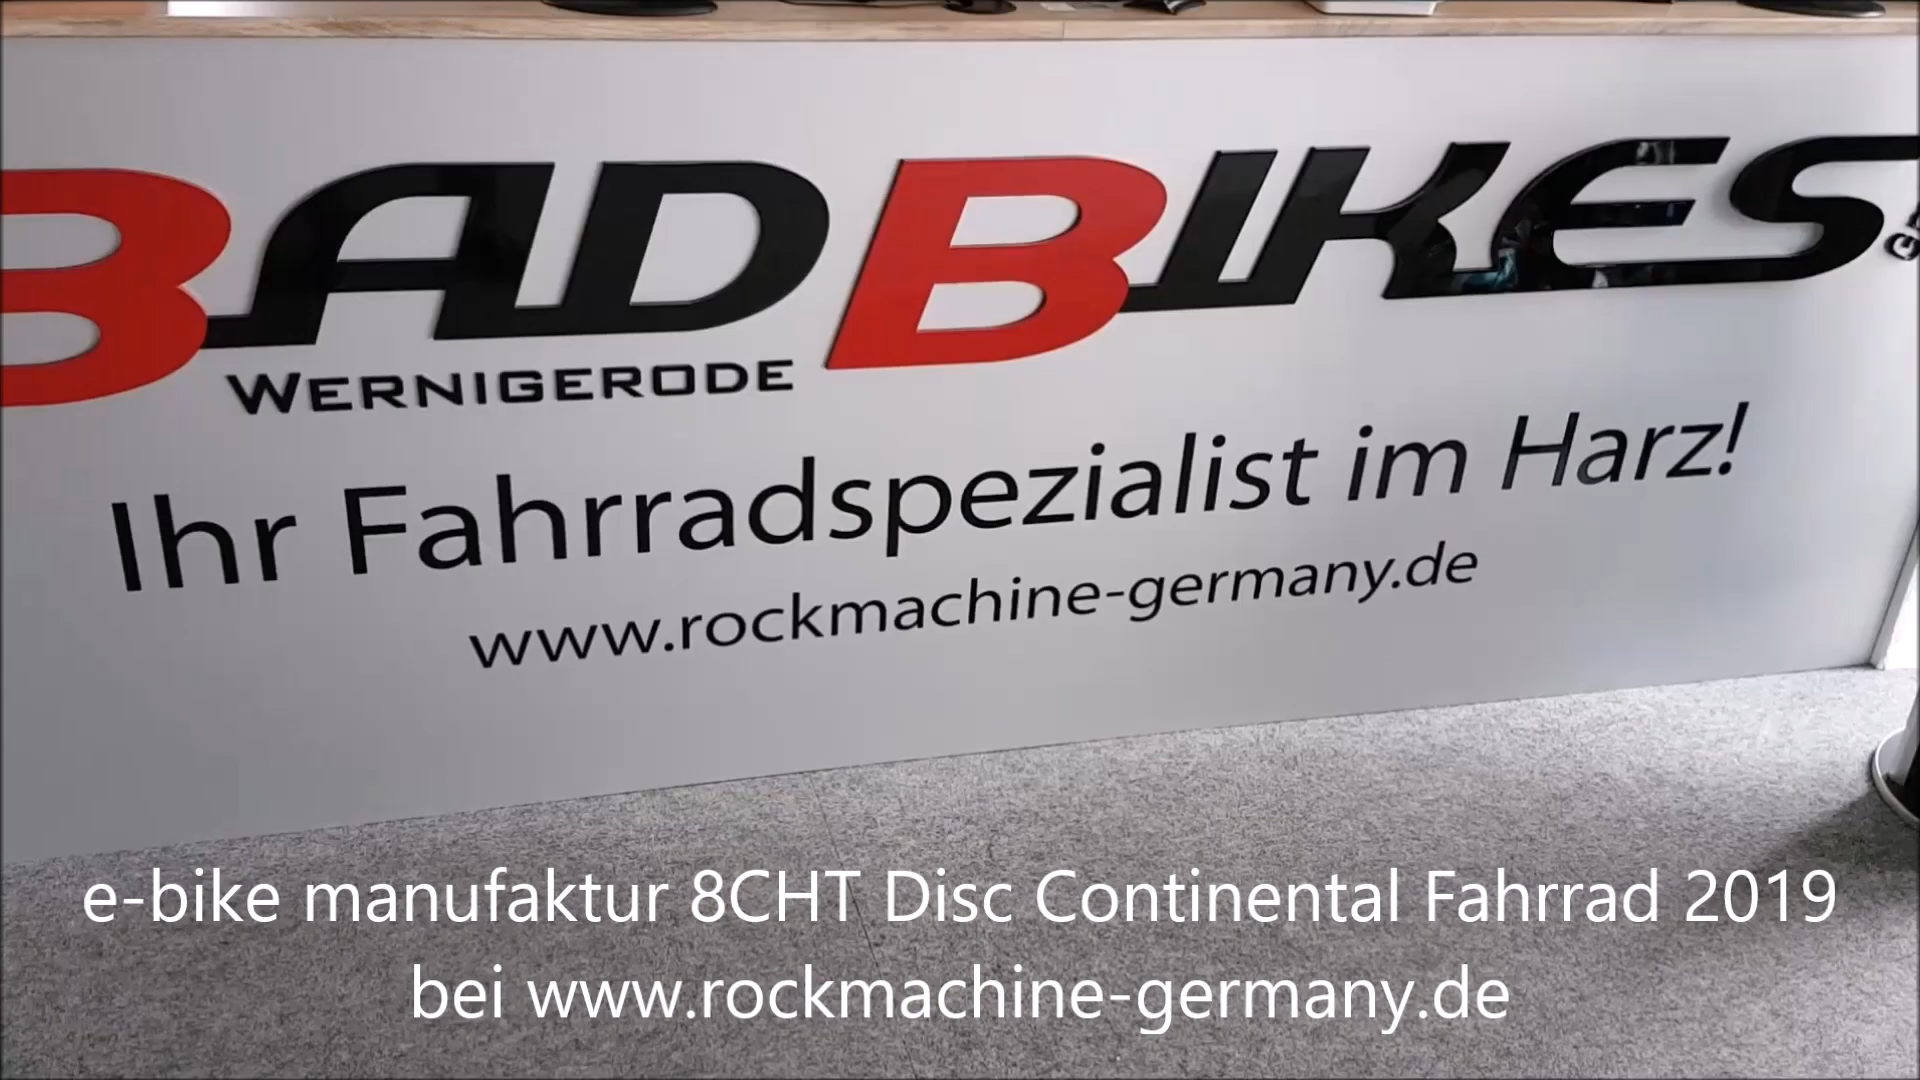 BADBIKES
WERNIGERODE
Ihr Fahrradspezialist im Harz!
www.rockmachine-germany.de
e-bike manufaktur 8CHT Disc Continental Fahrrad 2019
bei www.rockmachine-germany.de